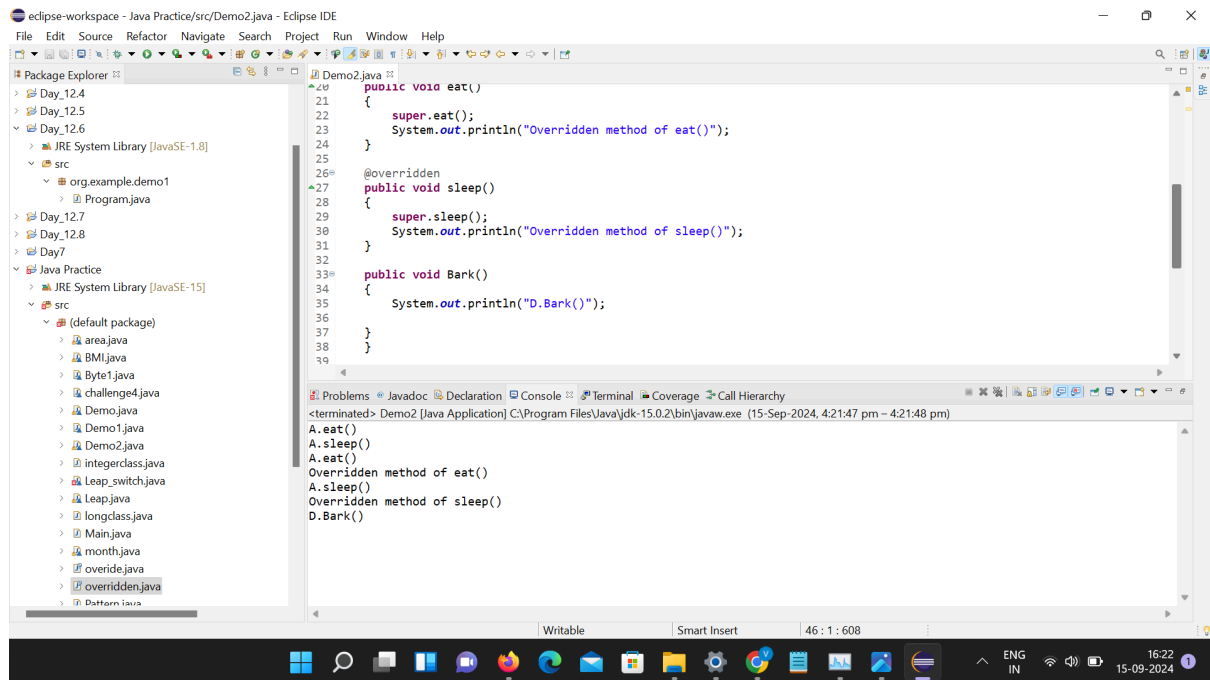 eclipse-workspace - Java Practice/src/Demo2.java - Eclipse IDE
File Edit Source Refactor Navigate Search Project Run Window Help
Package Explorer
Day_12.4
Day_12.5
Day_12.6
JRE System Library [JavaSE-1.8]
src
org.example.demo1
Program.java
Day_12.7
Day_12.8
Day7
Java Practice
JRE System Library [JavaSE-15]
src
(default package)
area.java
BMI.java
Byte1.java
challenge4.java
Demo.java
Demo1.java
Demo2.java
integerclass.java
Leap_switch.java
Leap.java
longclass.java
Main.java
month.java
overide.java
overridden.java
Pattern.java
Demo2.java
20 public void eat()
21 {
22 super.eat();
23 System.out.println("Overridden method of eat()");
24 }
25
26 @overridden
27 public void sleep()
28 {
29 super.sleep();
30 System.out.println("Overridden method of sleep()");
31 }
32
33 public void Bark()
34 {
35 System.out.println("D.Bark()");
36
37 }
38 }
39
Problems Javadoc Declaration Console Terminal Coverage Call Hierarchy
<terminated> Demo2 [Java Application] C:\Program Files\Java\jdk-15.0.2\bin\javaw.exe (15-Sep-2024, 4:21:47 pm – 4:21:48 pm)
A.eat()
A.sleep()
A.eat()
Overridden method of eat()
A.sleep()
Overridden method of sleep()
D.Bark()
Writable Smart Insert 46 : 1 : 608
ENG
IN
16:22
15-09-2024
1